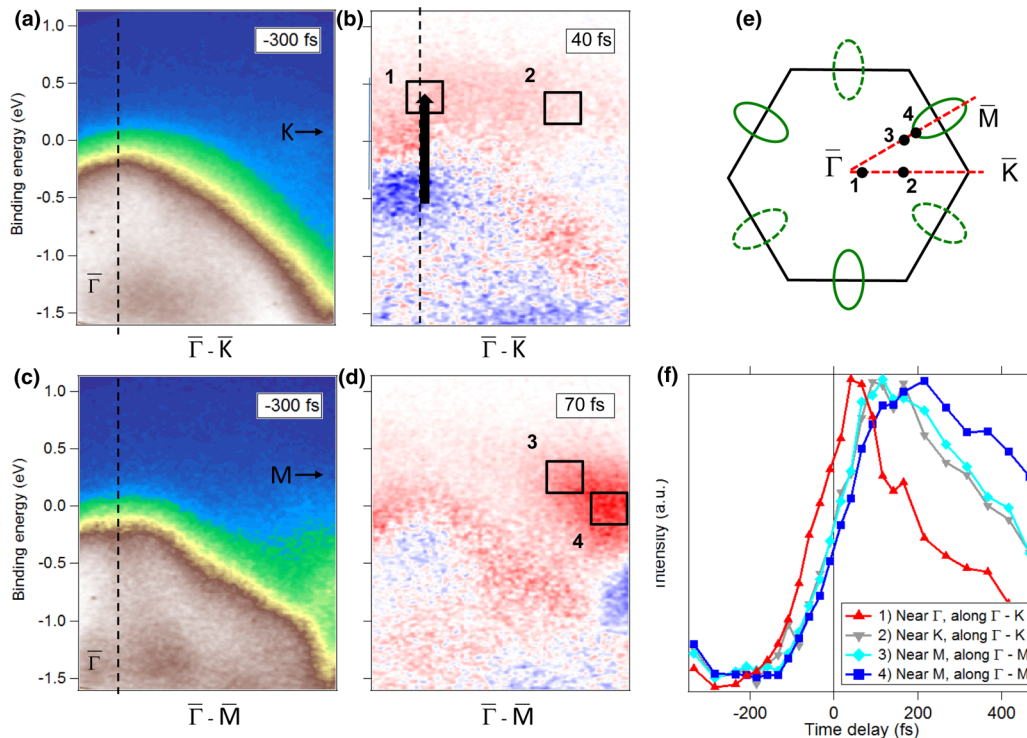 (a)
1.0
0.5
0.0
-0.5
-1.0
-1.5
Binding energy (eV)
-300 fs
K →
Γ̅
Γ̅ - K̅
(b)
40 fs
1
2
Γ̅ - K̅
(e)
M̅
4
3
Γ̅
K̅
1
2
(c)
1.0
0.5
0.0
-0.5
-1.0
-1.5
Binding energy (eV)
-300 fs
M →
Γ̅
Γ̅ - M̅
(d)
70 fs
3
4
Γ̅ - M̅
(f)
Intensity (a.u.)
1) Near Γ, along Γ - K
2) Near K, along Γ - K
3) Near M, along Γ - M
4) Near M, along Γ - M
-200
0
200
400
Time delay (fs)